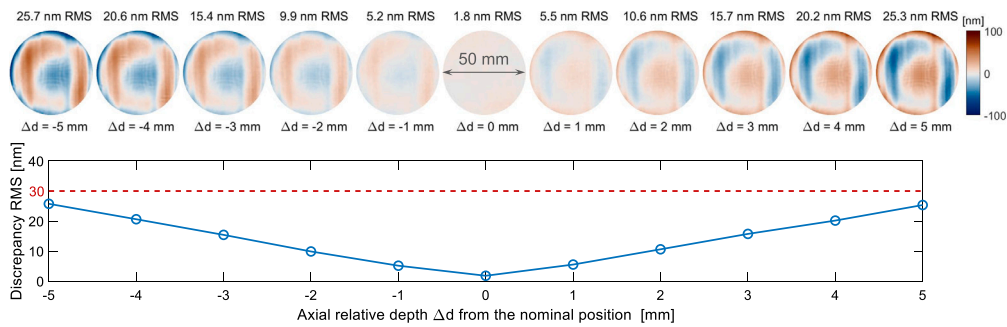 25.7 nm RMS 20.6 nm RMS 15.4 nm RMS 9.9 nm RMS 5.2 nm RMS 1.8 nm RMS 5.5 nm RMS 10.6 nm RMS 15.7 nm RMS 20.2 nm RMS 25.3 nm RMS [nm]
100
50 mm
0
-100
Δd = -5 mm Δd = -4 mm Δd = -3 mm Δd = -2 mm Δd = -1 mm Δd = 0 mm Δd = 1 mm Δd = 2 mm Δd = 3 mm Δd = 4 mm Δd = 5 mm
Discrepancy RMS [nm]
40
30
20
10
0
-5 -4 -3 -2 -1 0 1 2 3 4 5
Axial relative depth Δd from the nominal position [mm]